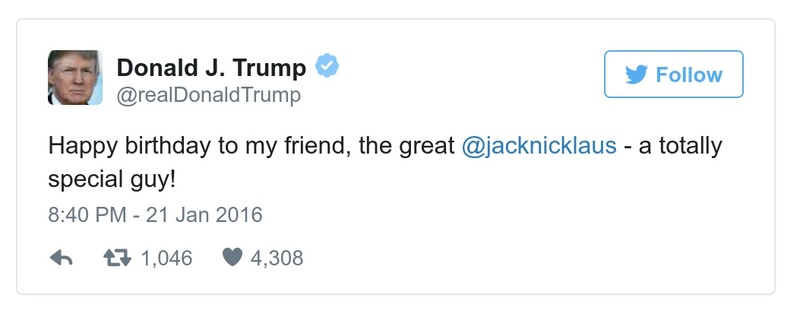 Donald J. Trump
@realDonaldTrump
Follow
Happy birthday to my friend, the great @jacknicklaus - a totally
special guy!
8:40 PM - 21 Jan 2016
1,046 4,308